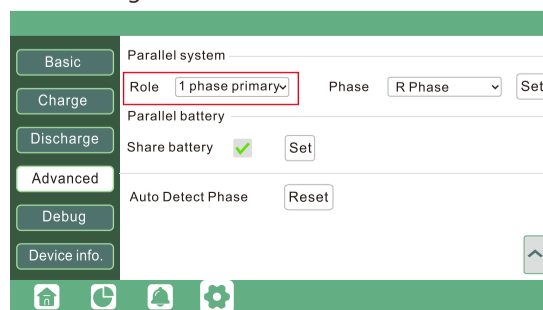 Basic
Charge
Discharge
Advanced
Debug
Device info.
Parallel system
Role 1 phase primary Phase R Phase Set
Parallel battery
Share battery Set
Auto Detect Phase Reset